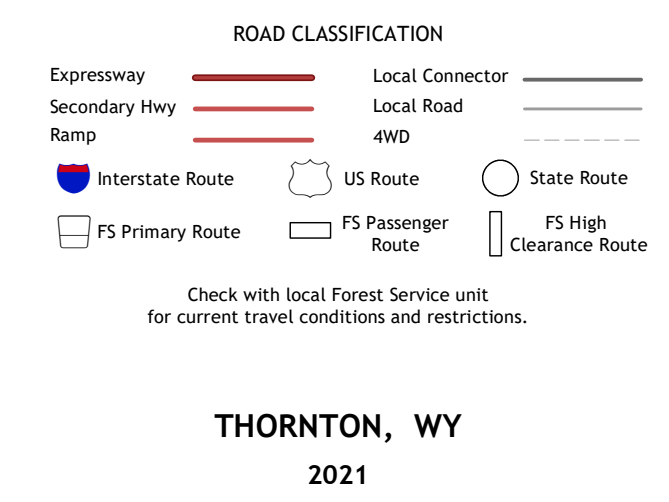 ROAD CLASSIFICATION
Expressway
Local Connector
Secondary Hwy
Local Road
Ramp
4WD
Interstate Route
US Route
State Route
FS Primary Route
FS Passenger
Route
FS High
Clearance Route
Check with local Forest Service unit
for current travel conditions and restrictions.
THORNTON, WY
2021